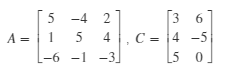 A = [5 -4 2
1 5 4
-6 -1 -3], C = [3 6
4 -5
5 0]